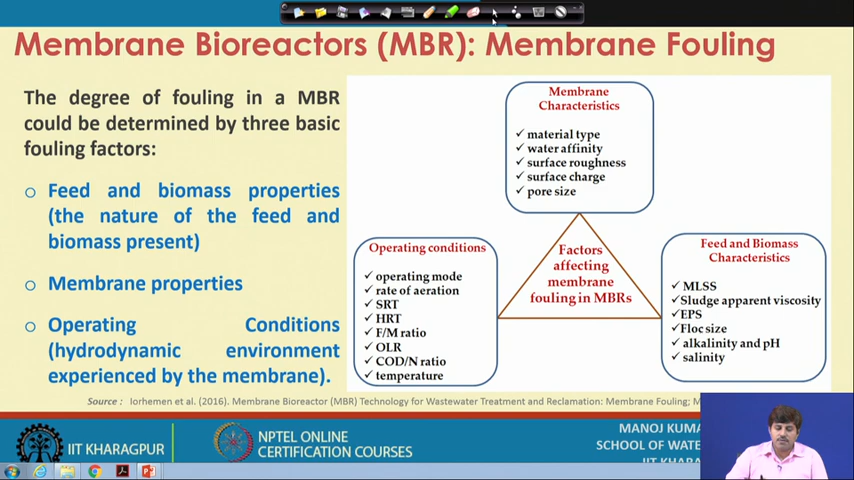 Membrane Bioreactors (MBR): Membrane Fouling
The degree of fouling in a MBR
could be determined by three basic
fouling factors:
o Feed and biomass properties
(the nature of the feed and
biomass present)
o Membrane properties
o Operating Conditions
(hydrodynamic environment
experienced by the membrane).
Membrane
Characteristics
✓ material type
✓ water affinity
✓ surface roughness
✓ surface charge
✓ pore size
Operating conditions
✓ operating mode
✓ rate of aeration
✓ SRT
✓ HRT
✓ F/M ratio
✓ OLR
✓ COD/N ratio
✓ temperature
Factors
affecting
membrane
fouling in MBRs
Feed and Biomass
Characteristics
✓ MLSS
✓ Sludge apparent viscosity
✓ EPS
✓ Floc size
✓ alkalinity and pH
✓ salinity
Source : Iorhemen et al. (2016). Membrane Bioreactor (MBR) Technology for Wastewater Treatment and Reclamation: Membrane Fouling; M
IIT KHARAGPUR
NPTEL ONLINE
CERTIFICATION COURSES
MANOJ KUMA
SCHOOL OF WATE
IIT KHARA